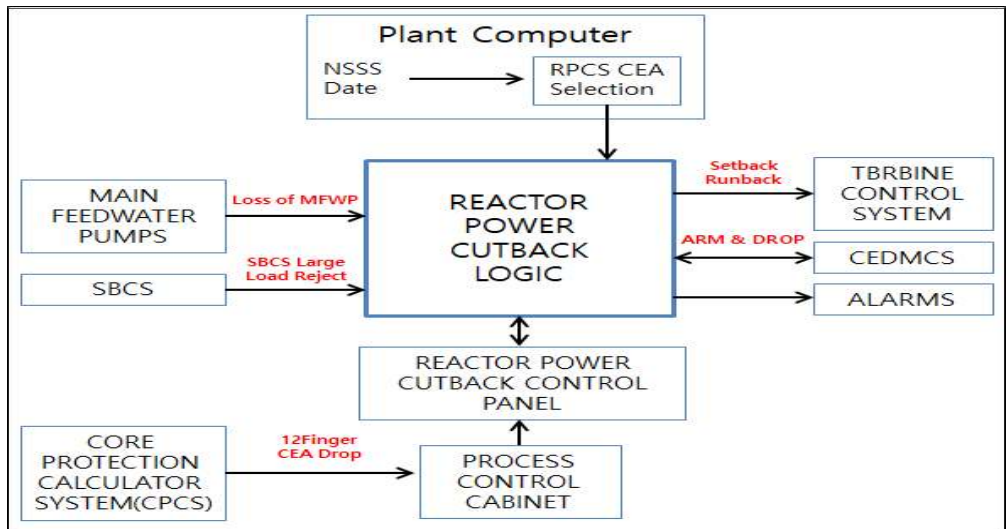 Plant Computer
NSSS
Date
RPCS CEA
Selection
MAIN
FEEDWATER
PUMPS
Loss of MFWP
SBCS
SBCS Large
Load Reject
REACTOR
POWER
CUTBACK
LOGIC
Setback
Runback
TBRBINE
CONTROL
SYSTEM
ARM & DROP
CEDMCS
ALARMS
REACTOR POWER
CUTBACK CONTROL
PANEL
CORE
PROTECTION
CALCULATOR
SYSTEM(CPCS)
12Finger
CEA Drop
PROCESS
CONTROL
CABINET